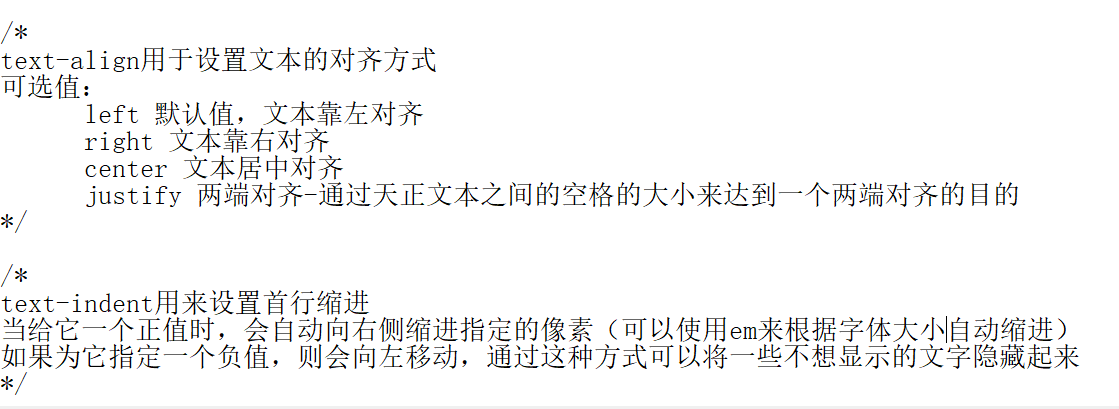 /*
text-align用于设置文本的对齐方式
可选值：
left 默认值，文本靠左对齐
right 文本靠右对齐
center 文本居中对齐
justify 两端对齐-通过天正文本之间的空格的大小来达到一个两端对齐的目的
*/
/*
text-indent用来设置首行缩进
当给它一个正值时，会自动向右侧缩进指定的像素（可以使用em来根据字体大小自动缩进）
如果为它指定一个负值，则会向左移动，通过这种方式可以将一些不想显示的文字隐藏起来
*/